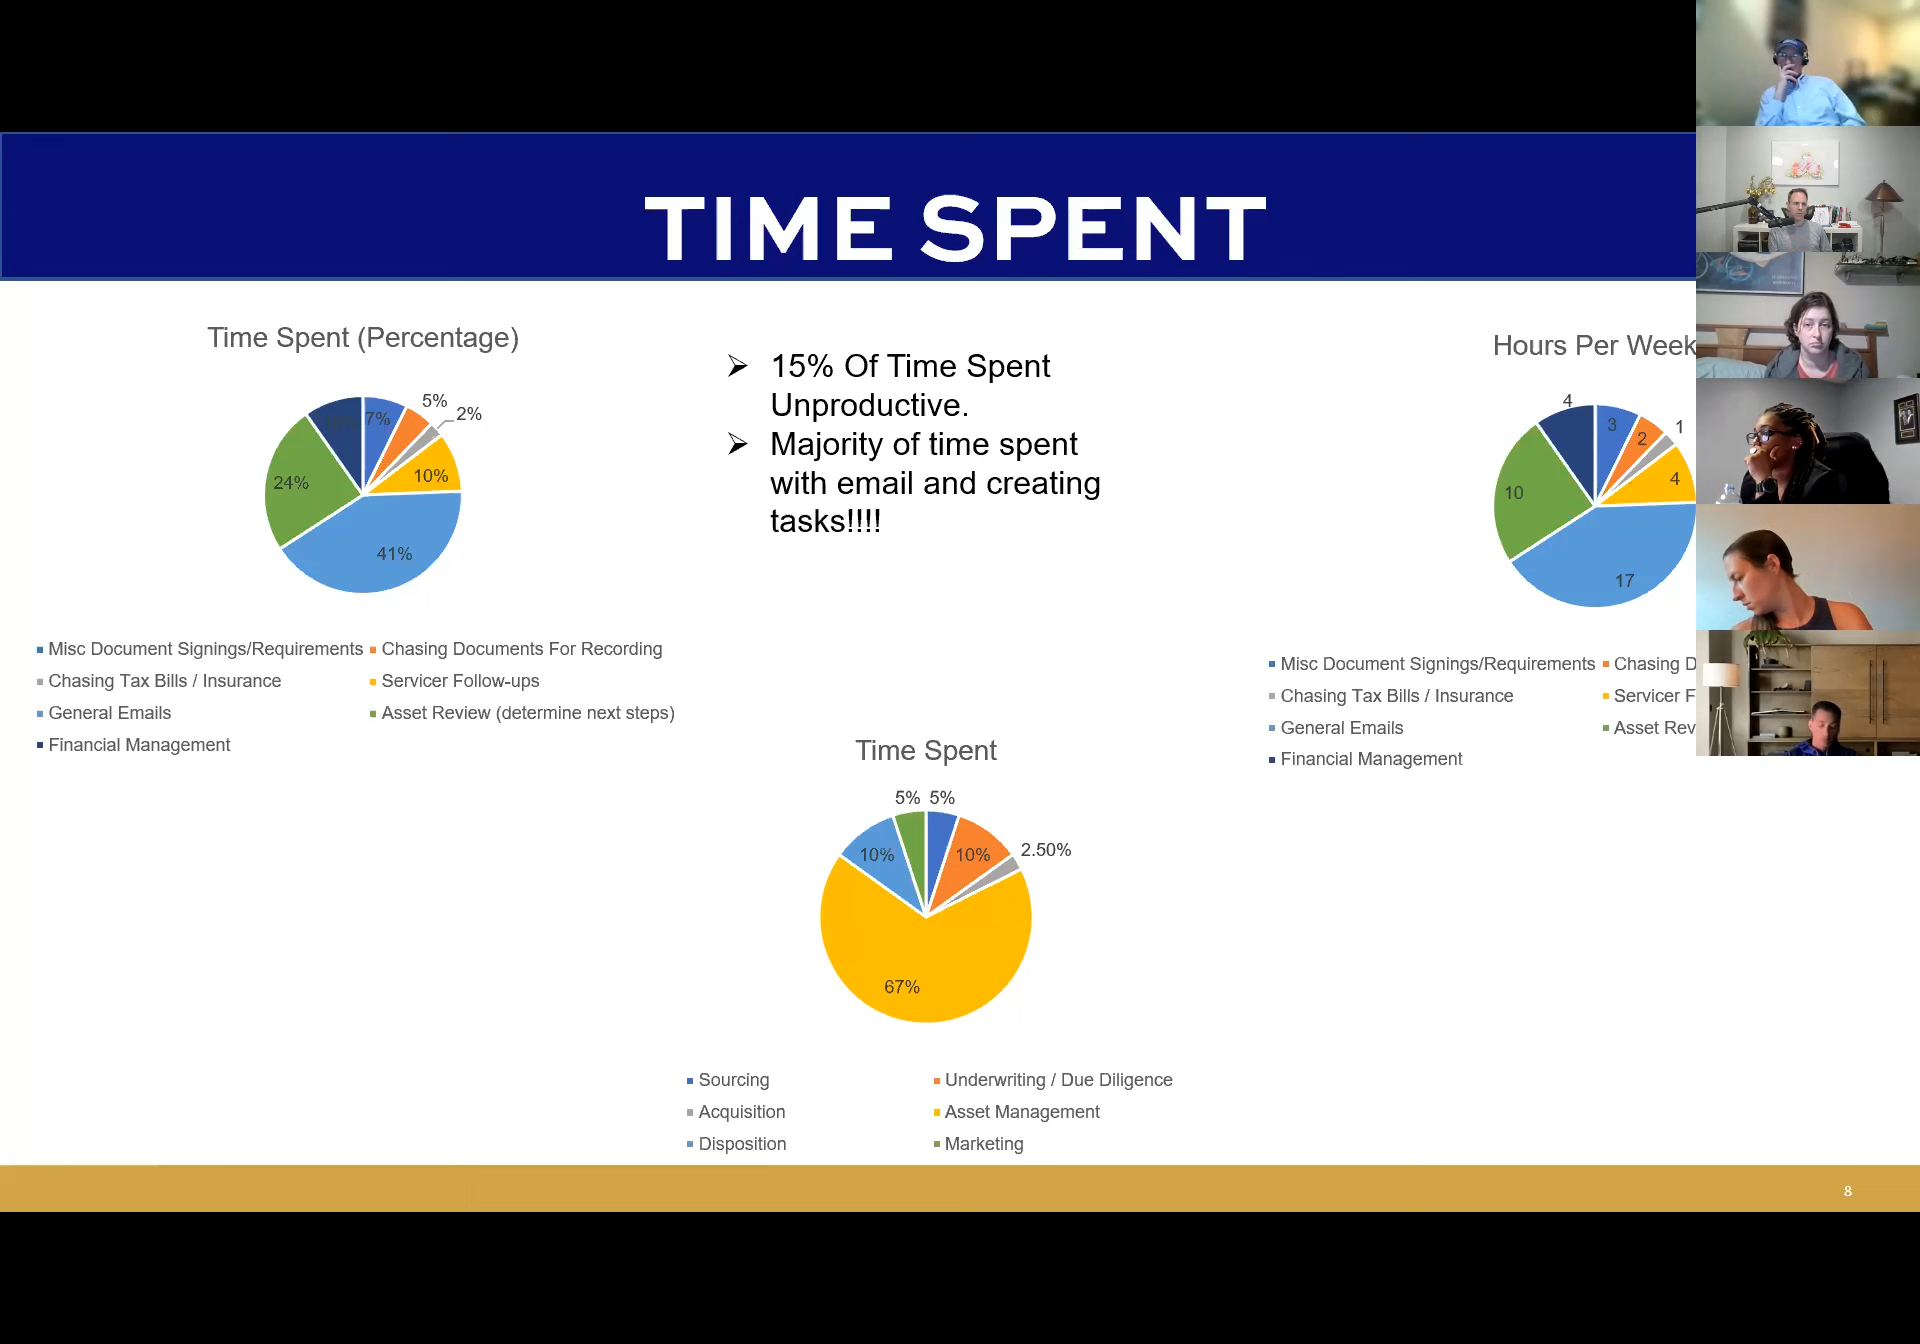 TIME SPENT
Time Spent (Percentage)
7%
5%
2%
10%
41%
24%
10%
Misc Document Signings/Requirements
Chasing Documents For Recording
Chasing Tax Bills / Insurance
Servicer Follow-ups
General Emails
Asset Review (determine next steps)
Financial Management
15% Of Time Spent
Unproductive.
Majority of time spent
with email and creating
tasks!!!!
Hours Per Week
4
3
2
1
4
17
10
Misc Document Signings/Requirements
Chasing D
Chasing Tax Bills / Insurance
Servicer F
General Emails
Asset Rev
Financial Management
Time Spent
5%
5%
10%
2.50%
67%
10%
Sourcing
Underwriting / Due Diligence
Acquisition
Asset Management
Disposition
Marketing
8